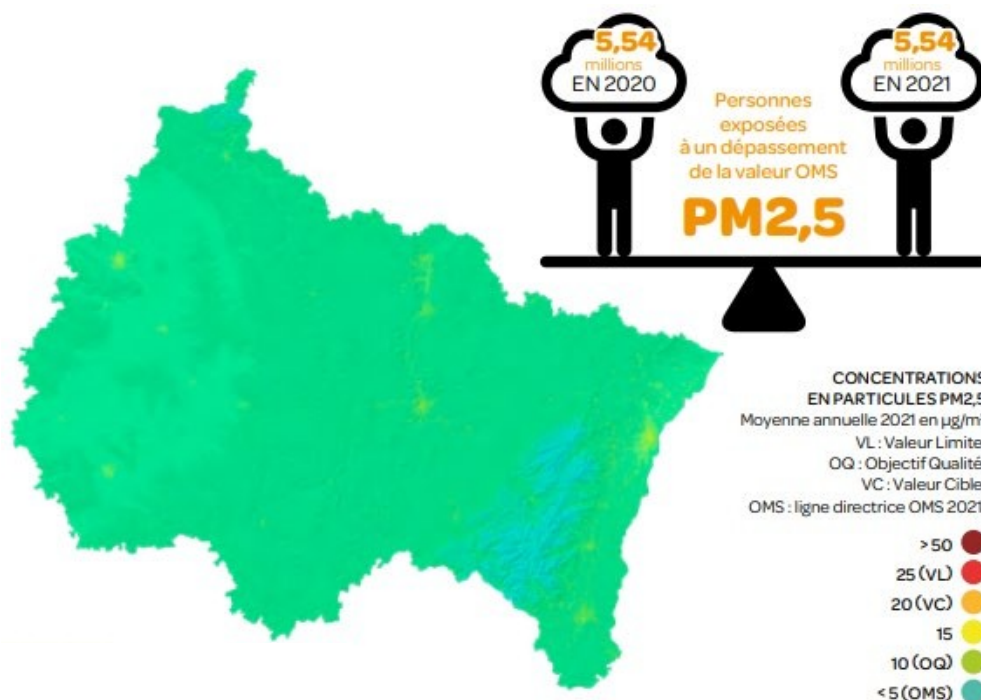 5,54
millions
EN 2020
5,54
millions
EN 2021
Personnes
exposées
à un dépassement
de la valeur OMS
PM2,5
CONCENTRATIONS
EN PARTICULES PM2,5
Moyenne annuelle 2021 en µg/m³
VL : Valeur Limite
OQ : Objectif Qualité
VC : Valeur Cible
OMS : ligne directrice OMS 2021
> 50
25 (VL)
20 (VC)
15
10 (OQ)
< 5 (OMS)